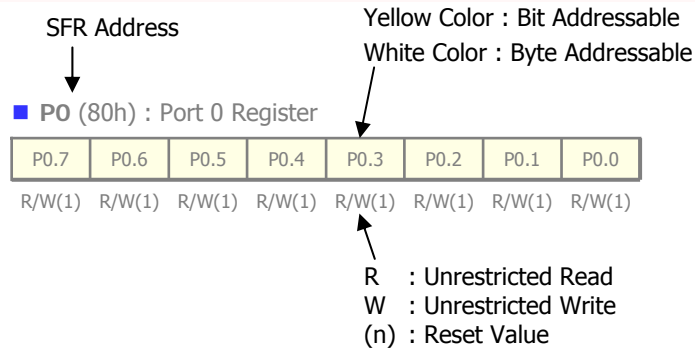 SFR Address
Yellow Color : Bit Addressable
White Color : Byte Addressable
P0 (80h) : Port 0 Register
P0.7 P0.6 P0.5 P0.4 P0.3 P0.2 P0.1 P0.0
R/W(1) R/W(1) R/W(1) R/W(1) R/W(1) R/W(1) R/W(1) R/W(1)
R : Unrestricted Read
W : Unrestricted Write
(n) : Reset Value